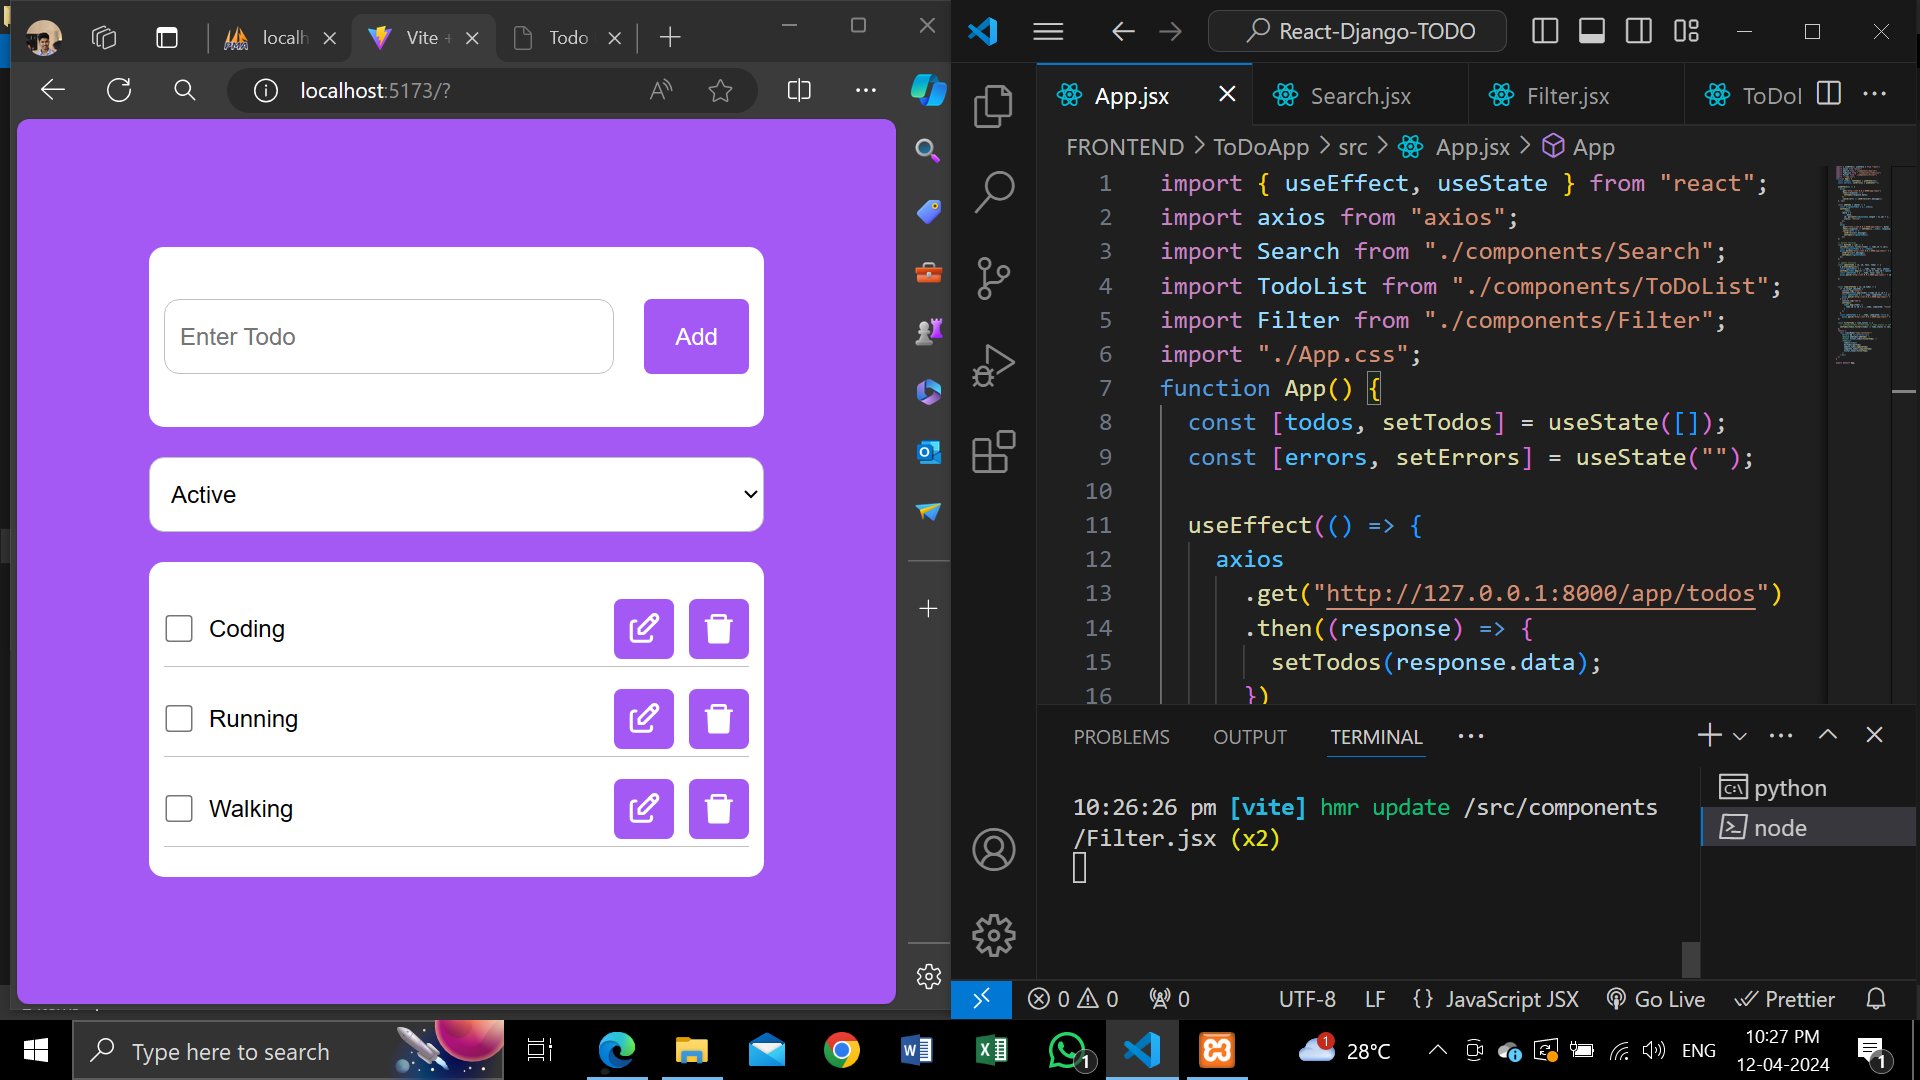 localh
Vite +
Todo
localhost:5173/?
Enter Todo
Add
Active
Coding
Running
Walking
React-Django-TODO
App.jsx
Search.jsx
Filter.jsx
ToDoI
FRONTEND > ToDoApp > src > App.jsx > App
1 import { useEffect, useState } from "react";
2 import axios from "axios";
3 import Search from "./components/Search";
4 import TodoList from "./components/ToDoList";
5 import Filter from "./components/Filter";
6 import "./App.css";
7 function App() {
8 const [todos, setTodos] = useState([]);
9 const [errors, setErrors] = useState("");
10
11 useEffect(() => {
12 axios
13 .get("http://127.0.0.1:8000/app/todos")
14 .then((response) => {
15 setTodos(response.data);
16 })
PROBLEMS
OUTPUT
TERMINAL
10:26:26 pm [vite] hmr update /src/components
/Filter.jsx (x2)
python
node
0 0
0
UTF-8
LF
{} JavaScript JSX
Go Live
Prettier
Type here to search
1
1
28°C
ENG
10:27 PM
12-04-2024
1